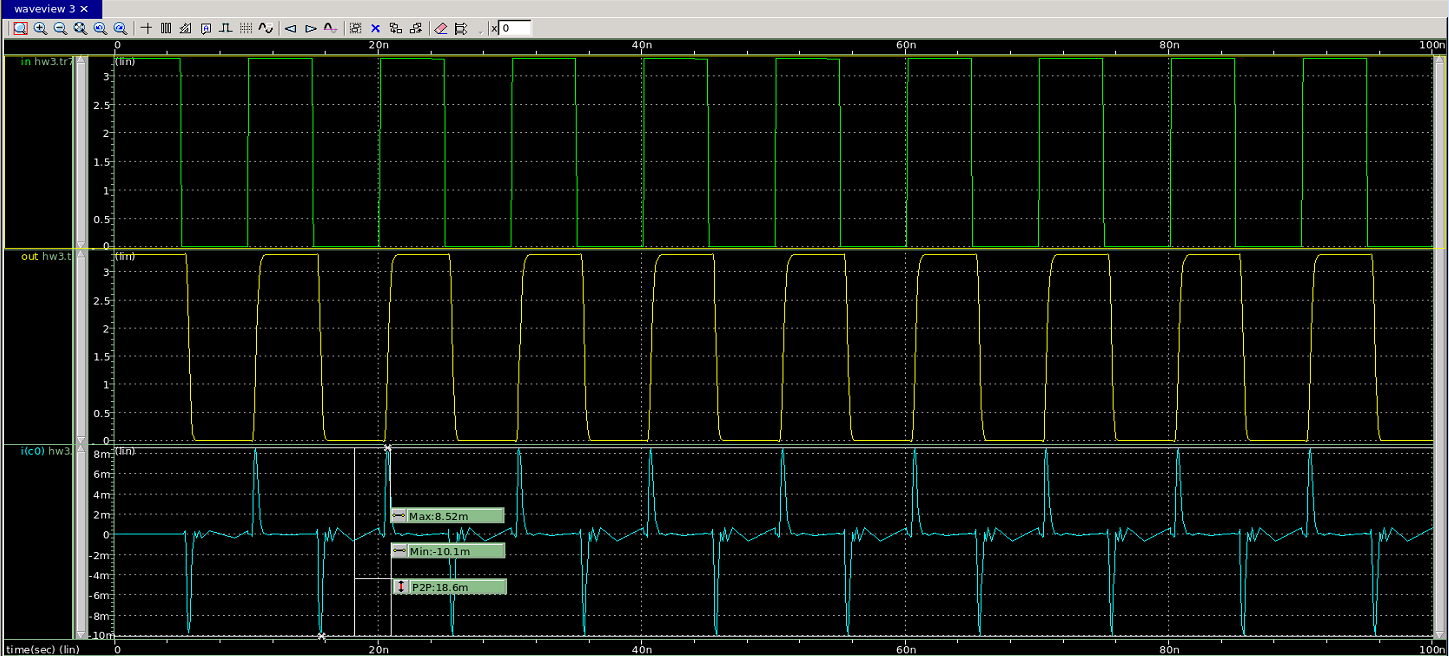 waveview 3 ×
x 0
0 20n 40n 60n 80n 100n
in hw3.tr7
(lin)
3
2.5
2
1.5
1
0.5
0
out hw3.t
(lin)
3
2.5
2
1.5
1
0.5
0
i(c0) hw3.
(lin)
8m
6m
4m
2m
0
-2m
-4m
-6m
-8m
-10m
Max:8.52m
Min:-10.1m
P2P:18.6m
time(sec) (lin) 0 20n 40n 60n 80n 100n